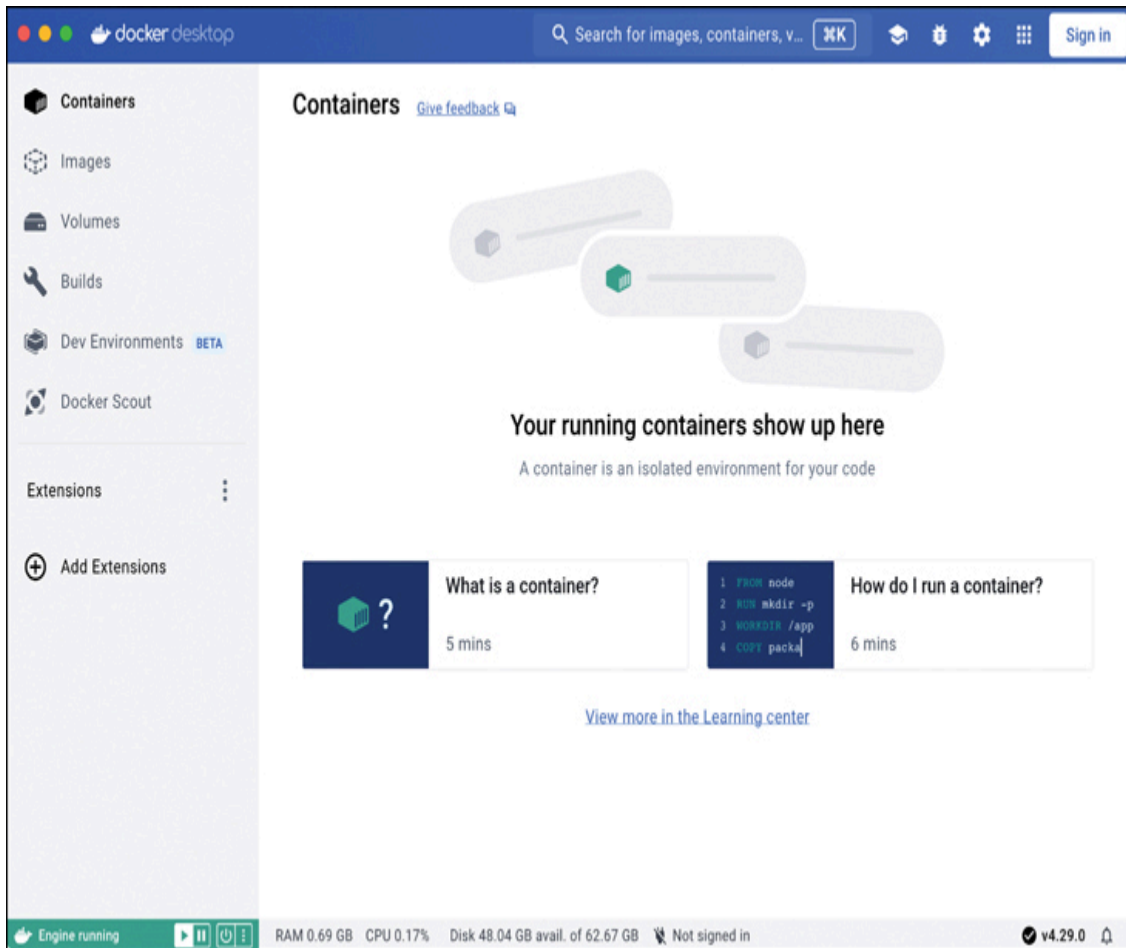 docker desktop
Search for images, containers, v...
⌘K
Sign in
Containers
Images
Volumes
Builds
Dev Environments BETA
Docker Scout
Extensions
Add Extensions
Containers Give feedback
Your running containers show up here
A container is an isolated environment for your code
What is a container?
5 mins
1 FROM node
2 RUN mkdir -p
3 WORKDIR /app
4 COPY packa
How do I run a container?
6 mins
View more in the Learning center
Engine running
RAM 0.69 GB CPU 0.17% Disk 48.04 GB avail. of 62.67 GB Not signed in
v4.29.0